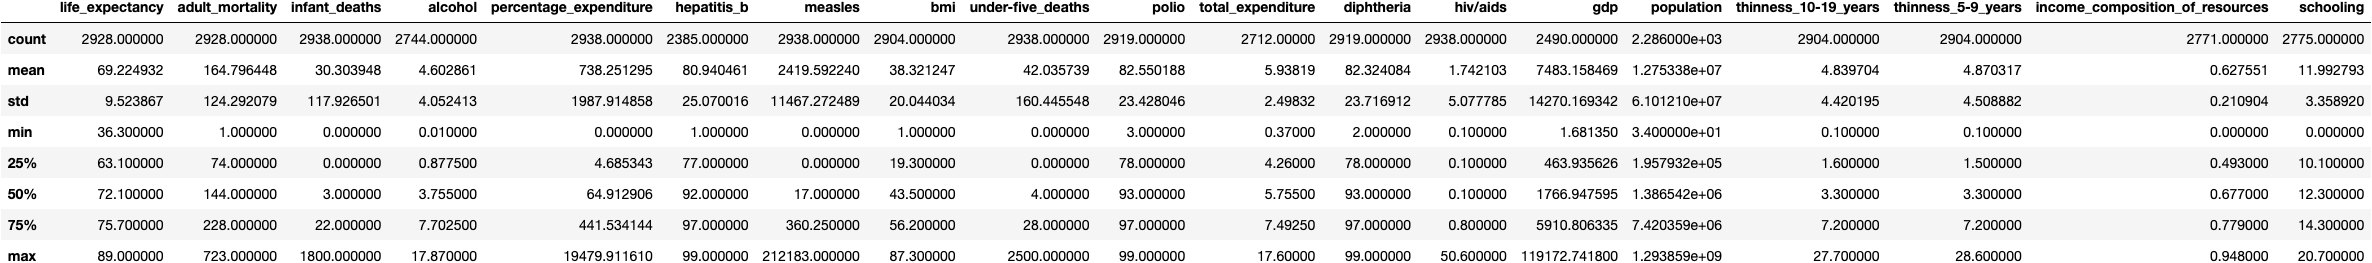 life_expectancy adult_mortality infant_deaths alcohol percentage_expenditure hepatitis_b measles bmi under-five_deaths polio total_expenditure diphtheria hiv/aids gdp population thinness_10-19_years thinness_5-9_years income_composition_of_resources schooling
count 2928.000000 2928.000000 2938.000000 2744.000000 2938.000000 2385.000000 2938.000000 2904.000000 2938.000000 2919.000000 2712.00000 2919.000000 2938.000000 2490.000000 2.286000e+03 2904.000000 2904.000000 2771.000000 2775.000000
mean 69.224932 164.796448 30.303948 4.602861 738.251295 80.940461 2419.592240 38.321247 42.035739 82.550188 5.93819 82.324084 1.742103 7483.158469 1.275338e+07 4.839704 4.870317 0.627551 11.992793
std 9.523867 124.292079 117.926501 4.052413 1987.914858 25.070016 11467.272489 20.044034 160.445548 23.428046 2.49832 23.716912 5.077785 14270.169342 6.101210e+07 4.420195 4.508882 0.210904 3.358920
min 36.300000 1.000000 0.000000 0.010000 0.000000 1.000000 0.000000 1.000000 0.000000 3.000000 0.37000 2.000000 0.100000 1.681350 3.400000e+01 0.100000 0.100000 0.000000 0.000000
25% 63.100000 74.000000 0.000000 0.877500 4.685343 77.000000 0.000000 19.300000 0.000000 78.000000 4.26000 78.000000 0.100000 463.935626 1.957932e+05 1.600000 1.500000 0.493000 10.100000
50% 72.100000 144.000000 3.000000 3.755000 64.912906 92.000000 17.000000 43.500000 4.000000 93.000000 5.75500 93.000000 0.100000 1766.947595 1.386542e+06 3.300000 3.300000 0.677000 12.300000
75% 75.700000 228.000000 22.000000 7.702500 441.534144 97.000000 360.250000 56.200000 28.000000 97.000000 7.49250 97.000000 0.800000 5910.806335 7.420359e+06 7.200000 7.200000 0.779000 14.300000
max 89.000000 723.000000 1800.000000 17.870000 19479.911610 99.000000 212183.000000 87.300000 2500.000000 99.000000 17.60000 99.000000 50.600000 119172.741800 1.293859e+09 27.700000 28.600000 0.948000 20.700000